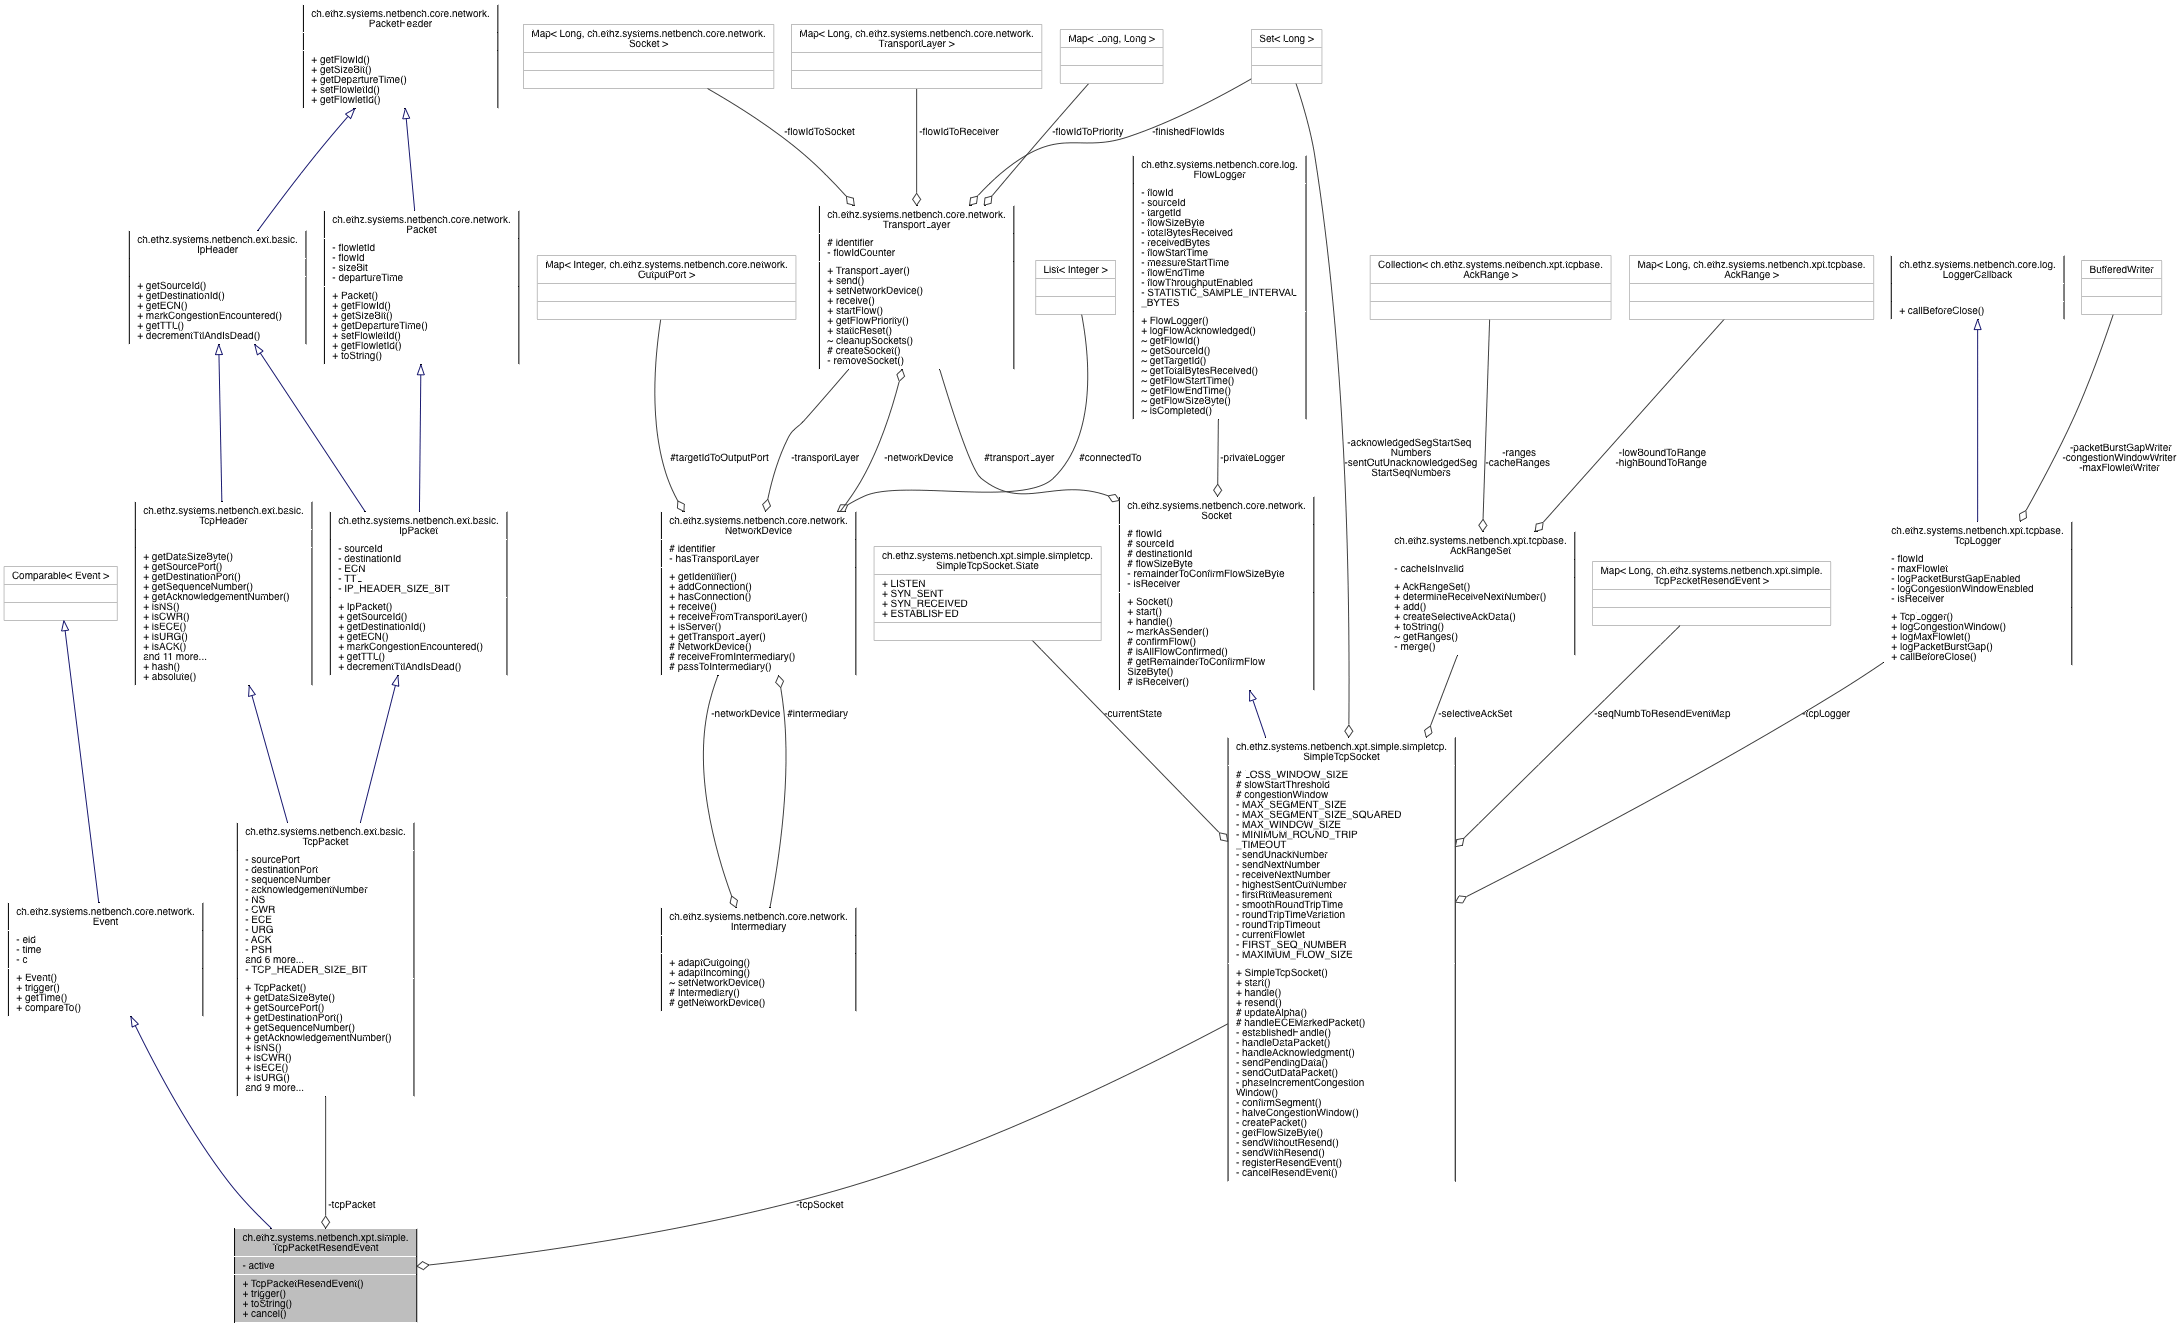 ch.ethz.systems.netbench.core.network.
PacketHeader
+ getFlowId()
+ getSizeBit()
+ getDepartureTime()
+ setFlowletId()
+ getFlowletId()
Map< Long, ch.ethz.systems.netbench.core.network.
Socket >
Map< Long, ch.ethz.systems.netbench.core.network.
TransportLayer >
Map< Long, Long >
Set< Long >
-flowIdToSocket
-flowIdToReceiver
-flowIdToPriority
-finishedFlowIds
ch.ethz.systems.netbench.core.log.
FlowLogger
- flowId
- sourceId
- targetId
- flowSizeByte
- totalBytesReceived
- receivedBytes
- flowStartTime
- measureStartTime
- flowEndTime
- flowThroughputEnabled
- STATISTIC_SAMPLE_INTERVAL
_BYTES
+ FlowLogger()
+ logFlowAcknowledged()
~ getFlowId()
~ getSourceId()
~ getTargetId()
~ getTotalBytesReceived()
~ getFlowStartTime()
~ getFlowEndTime()
~ getFlowSizeByte()
~ isCompleted()
ch.ethz.systems.netbench.ext.basic.
IpHeader
+ getSourceId()
+ getDestinationId()
+ getECN()
+ markCongestionEncountered()
+ getTTL()
+ decrementTtlAndIsDead()
ch.ethz.systems.netbench.core.network.
Packet
- flowletId
- flowId
- sizeBit
- departureTime
+ Packet()
+ getFlowId()
+ getSizeBit()
+ getDepartureTime()
+ setFlowletId()
+ getFlowletId()
+ toString()
ch.ethz.systems.netbench.core.network.
TransportLayer
# identifier
- flowIdCounter
+ TransportLayer()
+ send()
+ setNetworkDevice()
+ receive()
+ startFlow()
+ getFlowPriority()
+ staticReset()
~ cleanupSockets()
# createSocket()
- removeSocket()
Map< Integer, ch.ethz.systems.netbench.core.network.
OutputPort >
List< Integer >
Collection< ch.ethz.systems.netbench.xpt.tcpbase.
AckRange >
Map< Long, ch.ethz.systems.netbench.xpt.tcpbase.
AckRange >
ch.ethz.systems.netbench.core.log.
LoggerCallback
+ callBeforeClose()
BufferedWriter
#targetIdToOutputPort
-transportLayer
-networkDevice
#transportLayer
#connectedTo
-privateLogger
-acknowledgedSegStartSeq
Numbers
-sentOutUnacknowledgedSeg
StartSeqNumbers
-ranges
-cacheRanges
-lowBoundToRange
-highBoundToRange
-packetBurstGapWriter
-congestionWindowWriter
-maxFlowletWriter
Comparable< Event >
ch.ethz.systems.netbench.ext.basic.
TcpHeader
+ getDataSizeByte()
+ getSourcePort()
+ getDestinationPort()
+ getSequenceNumber()
+ getAcknowledgementNumber()
+ isNS()
+ isCWR()
+ isECE()
+ isURG()
+ isACK()
and 11 more...
+ hash()
+ absolute()
ch.ethz.systems.netbench.ext.basic.
IpPacket
- sourceId
- destinationId
- ECN
- TTL
- IP_HEADER_SIZE_BIT
+ IpPacket()
+ getSourceId()
+ getDestinationId()
+ getECN()
+ markCongestionEncountered()
+ getTTL()
+ decrementTtlAndIsDead()
ch.ethz.systems.netbench.core.network.
NetworkDevice
# identifier
- hasTransportLayer
+ getIdentifier()
+ addConnection()
+ hasConnection()
+ receive()
+ receiveFromTransportLayer()
+ isServer()
+ getTransportLayer()
# NetworkDevice()
# receiveFromIntermediary()
# passToIntermediary()
ch.ethz.systems.netbench.xpt.simple.simpletcp.
SimpleTcpSocket.State
+ LISTEN
+ SYN_SENT
+ SYN_RECEIVED
+ ESTABLISHED
ch.ethz.systems.netbench.core.network.
Socket
# flowId
# sourceId
# destinationId
# flowSizeByte
- remainderToConfirmFlowSizeByte
- isReceiver
+ Socket()
+ start()
+ handle()
~ markAsSender()
# confirmFlow()
# isAllFlowConfirmed()
# getRemainderToConfirmFlow
SizeByte()
# isReceiver()
ch.ethz.systems.netbench.xpt.tcpbase.
AckRangeSet
- cacheIsInvalid
+ AckRangeSet()
+ determineReceiveNextNumber()
+ add()
+ createSelectiveAckData()
+ toString()
~ getRanges()
- merge()
Map< Long, ch.ethz.systems.netbench.xpt.simple.
TcpPacketResendEvent >
ch.ethz.systems.netbench.xpt.tcpbase.
TcpLogger
- flowId
- maxFlowlet
- logPacketBurstGapEnabled
- logCongestionWindowEnabled
- isReceiver
+ TcpLogger()
+ logCongestionWindow()
+ logMaxFlowlet()
+ logPacketBurstGap()
+ callBeforeClose()
-networkDevice
#intermediary
-currentState
-selectiveAckSet
-seqNumbToResendEventMap
-tcpLogger
ch.ethz.systems.netbench.core.network.
Event
- eid
- time
- c
+ Event()
+ trigger()
+ getTime()
+ compareTo()
ch.ethz.systems.netbench.ext.basic.
TcpPacket
- sourcePort
- destinationPort
- sequenceNumber
- acknowledgementNumber
- NS
- CWR
- ECE
- URG
- ACK
- PSH
and 6 more...
- TCP_HEADER_SIZE_BIT
+ TcpPacket()
+ getDataSizeByte()
+ getSourcePort()
+ getDestinationPort()
+ getSequenceNumber()
+ getAcknowledgementNumber()
+ isNS()
+ isCWR()
+ isECE()
+ isURG()
and 9 more...
ch.ethz.systems.netbench.core.network.
Intermediary
+ adaptOutgoing()
+ adaptIncoming()
~ setNetworkDevice()
# Intermediary()
# getNetworkDevice()
ch.ethz.systems.netbench.xpt.simple.simpletcp.
SimpleTcpSocket
# LOSS_WINDOW_SIZE
# slowStartThreshold
# congestionWindow
- MAX_SEGMENT_SIZE
- MAX_SEGMENT_SIZE_SQUARED
- MAX_WINDOW_SIZE
- MINIMUM_ROUND_TRIP
_TIMEOUT
- sendUnackNumber
- sendNextNumber
- receiveNextNumber
- highestSentOutNumber
- firstRttMeasurement
- smoothRoundTripTime
- roundTripTimeVariation
- roundTripTimeout
- currentFlowlet
- FIRST_SEQ_NUMBER
- MAXIMUM_FLOW_SIZE
+ SimpleTcpSocket()
+ start()
+ handle()
+ resend()
# updateAlpha()
# handleECEMarkedPacket()
- establishedHandle()
- handleDataPacket()
- handleAcknowledgment()
- sendPendingData()
- sendOutDataPacket()
- phaseIncrementCongestion
Window()
- confirmSegment()
- halveCongestionWindow()
- createPacket()
- getFlowSizeByte()
- sendWithoutResend()
- sendWithResend()
- registerResendEvent()
- cancelResendEvent()
-tcpPacket
-tcpSocket
ch.ethz.systems.netbench.xpt.simple.
TcpPacketResendEvent
- active
+ TcpPacketResendEvent()
+ trigger()
+ toString()
+ cancel()